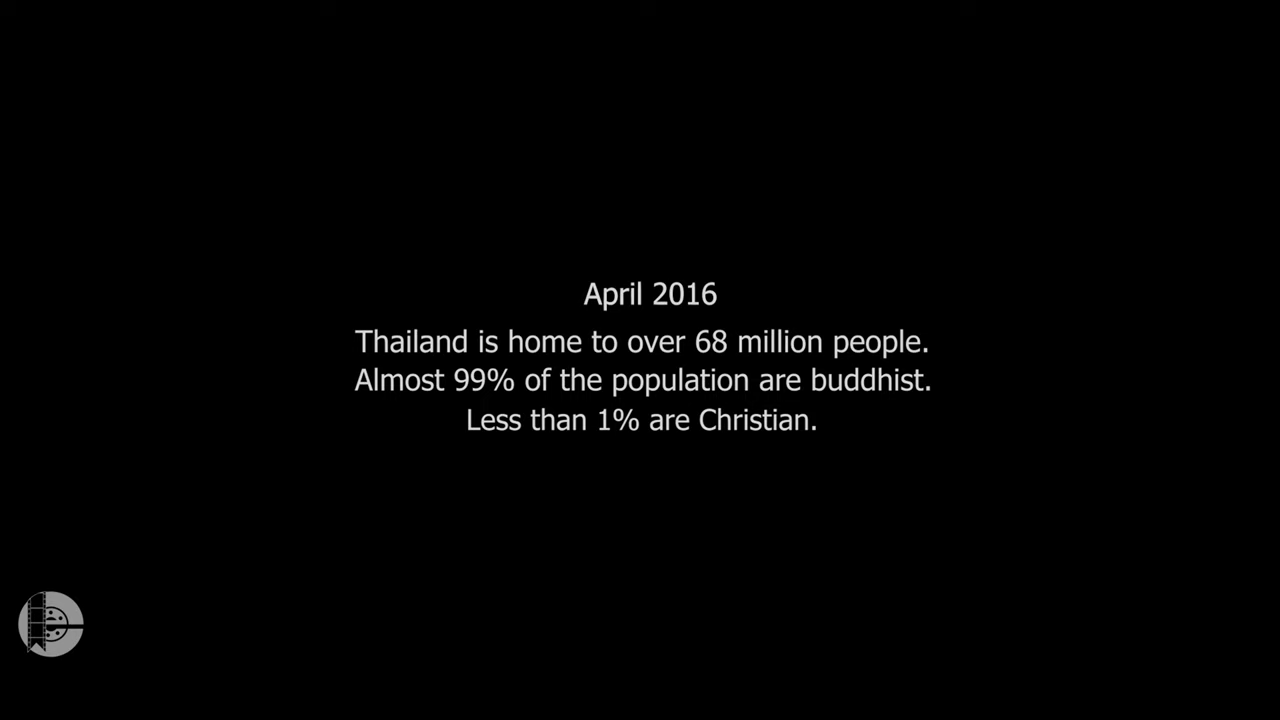 April 2016
Thailand is home to over 68 million people.
Almost 99% of the population are buddhist.
Less than 1% are Christian.